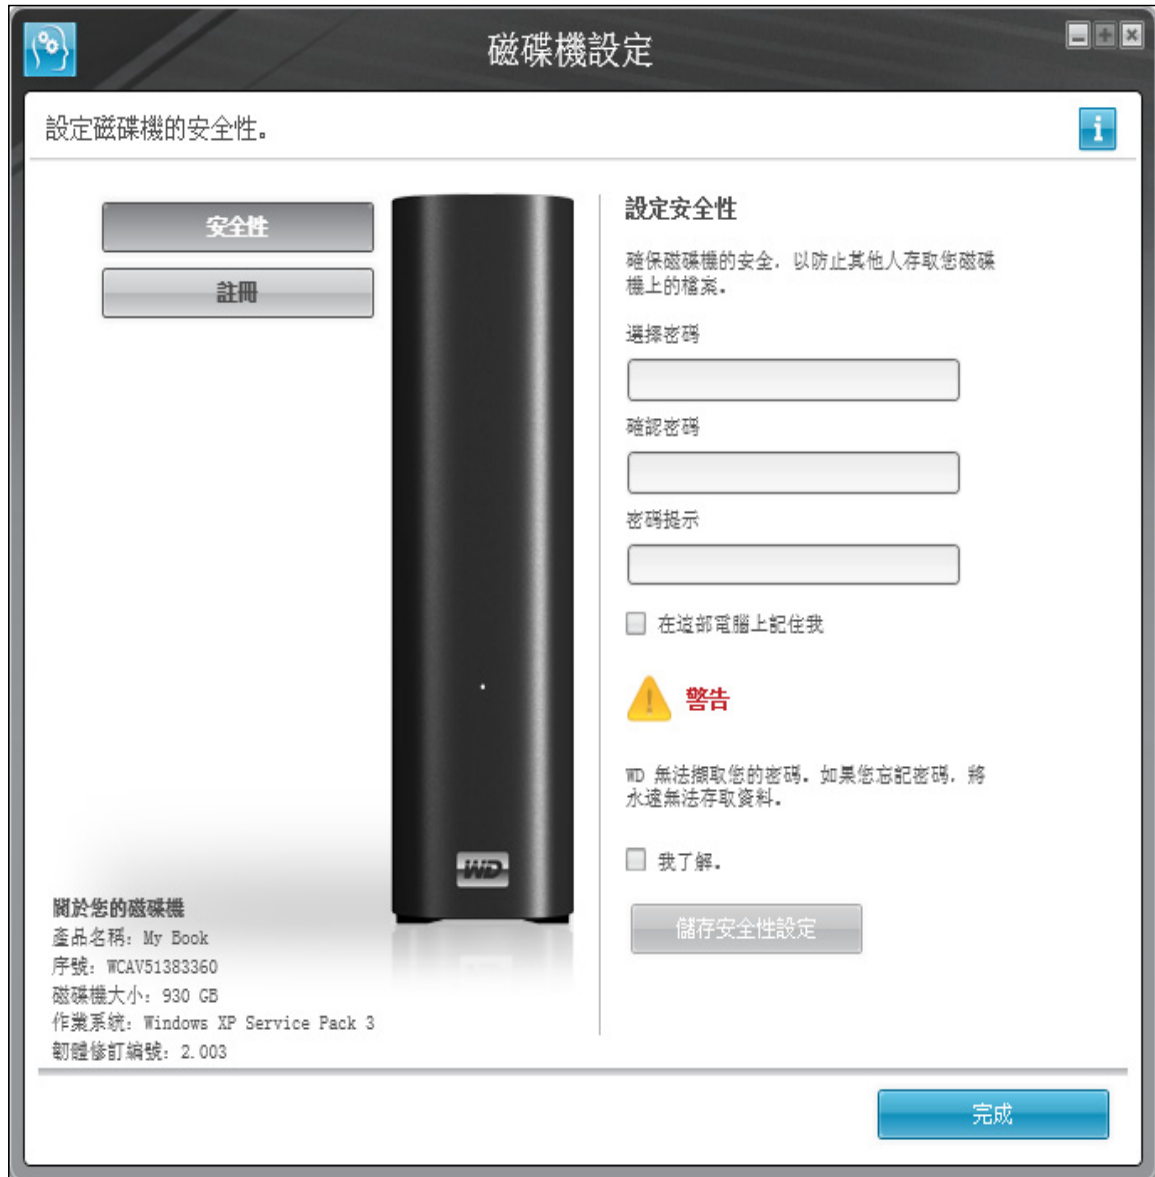 磁碟機設定
設定磁碟機的安全性。
安全性
註冊
WD
關於您的磁碟機
產品名稱: My Book
序號: WCAV51383360
磁碟機大小: 930 GB
作業系統: Windows XP Service Pack 3
韌體修訂編號: 2.003
設定安全性
確保磁碟機的安全，以防止其他人存取您磁碟
機上的檔案。
選擇密碼
確認密碼
密碼提示
在這部電腦上記住我
警告
WD 無法擷取您的密碼。如果您忘記密碼，將
永遠無法存取資料。
我了解。
儲存安全性設定
完成